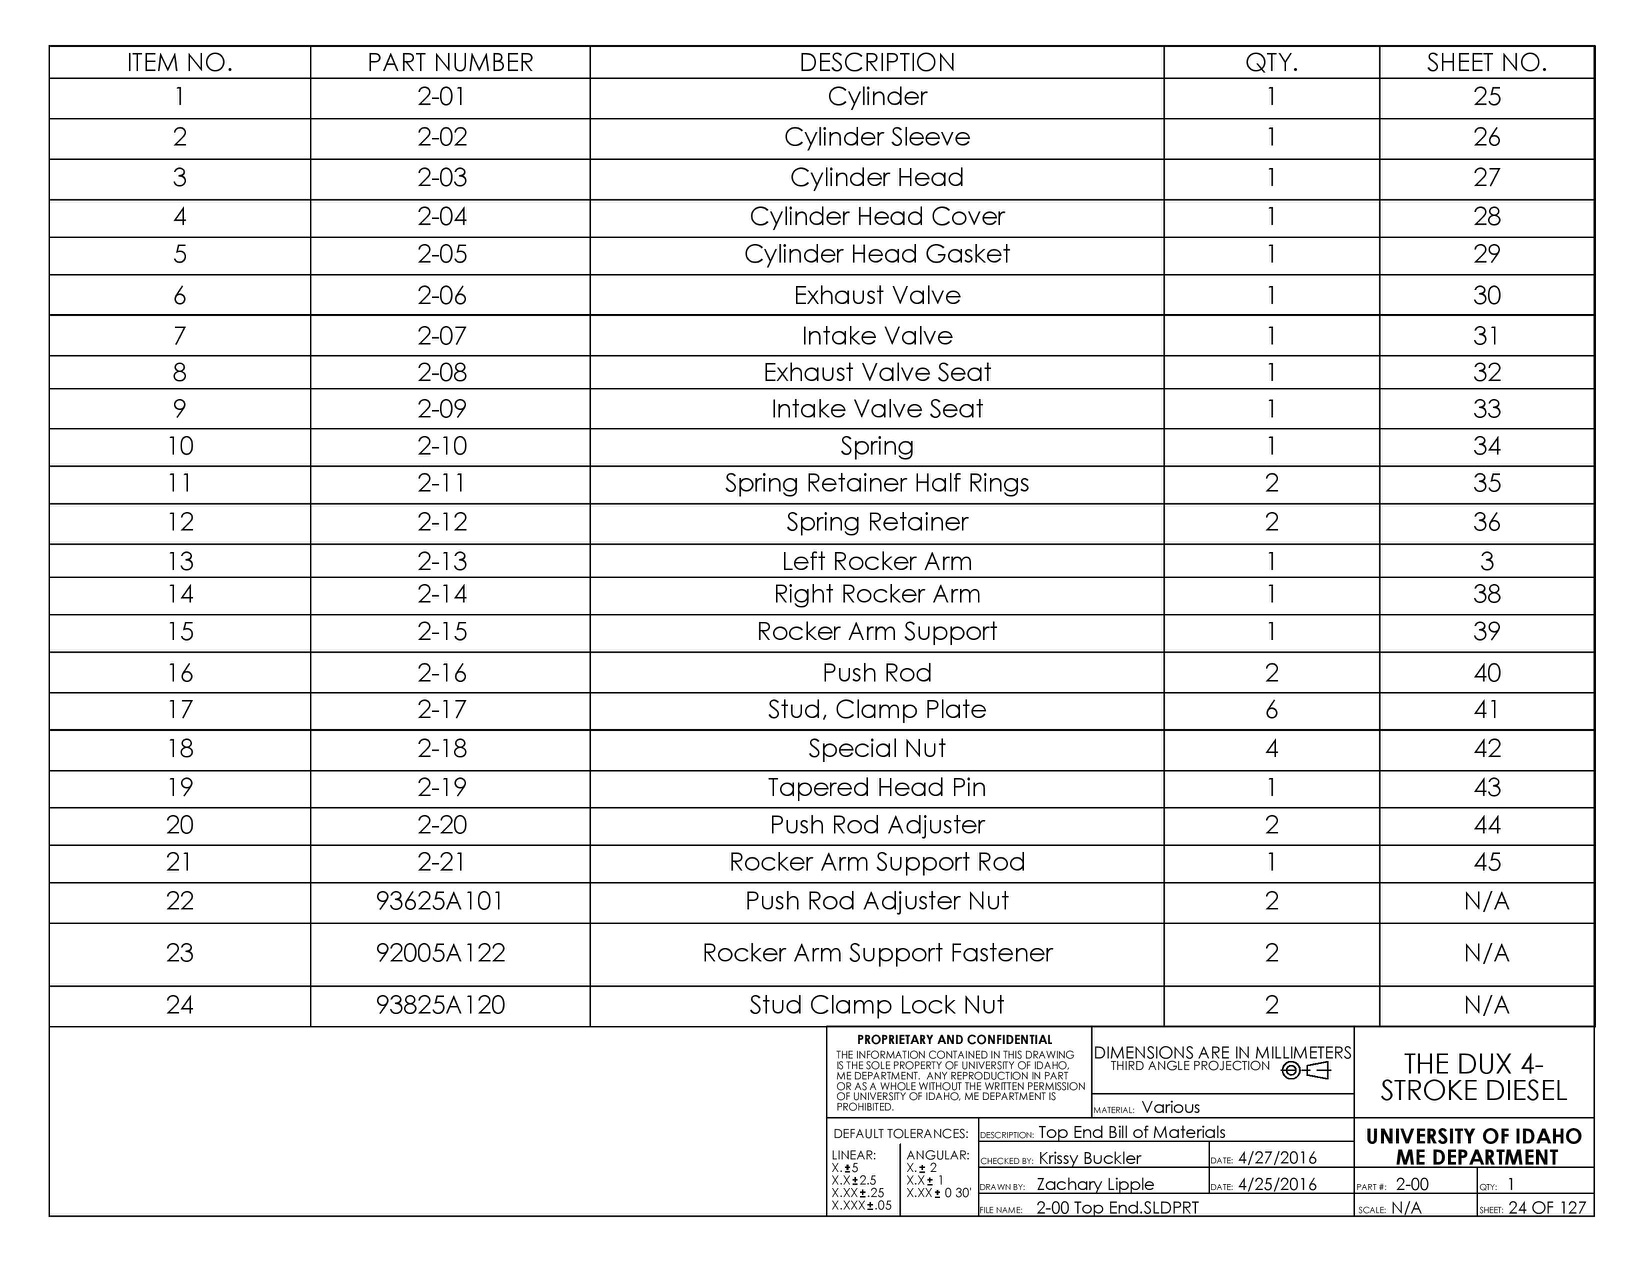 ITEM NO. PART NUMBER DESCRIPTION QTY. SHEET NO.
1 2-01 Cylinder 1 25
2 2-02 Cylinder Sleeve 1 26
3 2-03 Cylinder Head 1 27
4 2-04 Cylinder Head Cover 1 28
5 2-05 Cylinder Head Gasket 1 29
6 2-06 Exhaust Valve 1 30
7 2-07 Intake Valve 1 31
8 2-08 Exhaust Valve Seat 1 32
9 2-09 Intake Valve Seat 1 33
10 2-10 Spring 1 34
11 2-11 Spring Retainer Half Rings 2 35
12 2-12 Spring Retainer 2 36
13 2-13 Left Rocker Arm 1 3
14 2-14 Right Rocker Arm 1 38
15 2-15 Rocker Arm Support 1 39
16 2-16 Push Rod 2 40
17 2-17 Stud, Clamp Plate 6 41
18 2-18 Special Nut 4 42
19 2-19 Tapered Head Pin 1 43
20 2-20 Push Rod Adjuster 2 44
21 2-21 Rocker Arm Support Rod 1 45
22 93625A101 Push Rod Adjuster Nut 2 N/A
23 92005A122 Rocker Arm Support Fastener 2 N/A
24 93825A120 Stud Clamp Lock Nut 2 N/A
PROPRIETARY AND CONFIDENTIAL
THE INFORMATION CONTAINED IN THIS DRAWING
IS THE SOLE PROPERTY OF UNIVERSITY OF IDAHO,
ME DEPARTMENT. ANY REPRODUCTION IN PART
OR AS A WHOLE WITHOUT THE WRITTEN PERMISSION
OF UNIVERSITY OF IDAHO, ME DEPARTMENT IS
PROHIBITED.
DIMENSIONS ARE IN MILLIMETERS
THIRD ANGLE PROJECTION
MATERIAL: Various
THE DUX 4-
STROKE DIESEL
DEFAULT TOLERANCES:
LINEAR:
X.±5
X.X±2.5
X.XX±.25
X.XXX±.05
ANGULAR:
X.± 2
X.X± 1
X.XX± 0 30'
DESCRIPTION: Top End Bill of Materials
CHECKED BY: Krissy Buckler DATE: 4/27/2016
DRAWN BY: Zachary Lipple DATE: 4/25/2016
FILE NAME: 2-00 Top End.SLDPRT
UNIVERSITY OF IDAHO
ME DEPARTMENT
PART #: 2-00 QTY: 1
SCALE: N/A SHEET: 24 OF 127